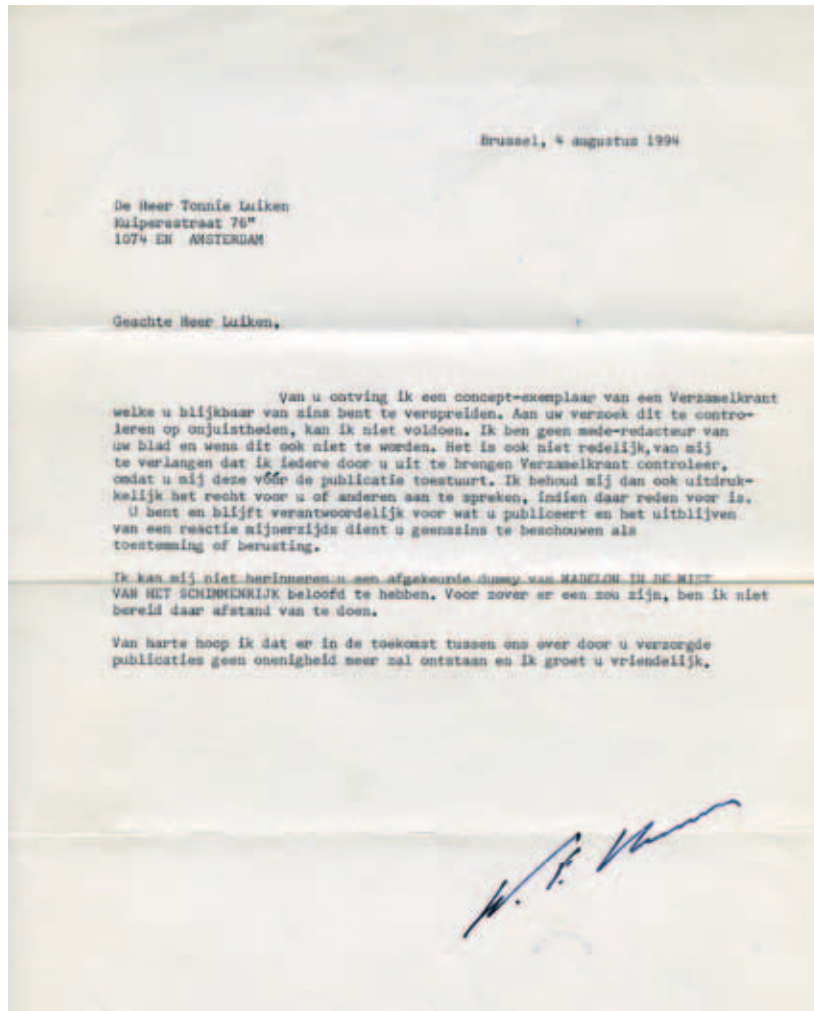 Brussel, 4 augustus 1994
De Heer Tonnie Luiken
Kuipersstraat 76"
1074 EN AMSTERDAM
Geachte Heer Luiken,
Van u ontving ik een concept-exemplaar van een Verzamelkrant
welke u blijkbaar van zins bent te verspreiden. Aan uw verzoek dit te contro-
leren op onjuistheden, kan ik niet voldoen. Ik ben geen mede-redacteur van
uw blad en wens dit ook niet te worden. Het is ook niet redelijk,van mij
te verlangen dat ik iedere door u uit te brengen Verzamelkrant controleer,
omdat u mij deze vóór de publicatie toestuurt. Ik behoud mij dan ook uitdruk-
kelijk het recht voor u of anderen aan te spreken, indien daar reden voor is.
U bent en blijft verantwoordelijk voor wat u publiceert en het uitblijven
van een reactie mijnerzijds dient u geenszins te beschouwen als
toestemming of berusting.
Ik kan mij niet herinneren u een afgekeurde dummy van MADELON IN DE MIST
VAN HET SCHIMMENRIJK beloofd te hebben. Voor zover er een zou zijn, ben ik niet
bereid daar afstand van te doen.
Van harte hoop ik dat er in de toekomst tussen ons over door u verzorgde
publicaties geen onenigheid meer zal ontstaan en ik groet u vriendelijk.
W. F.